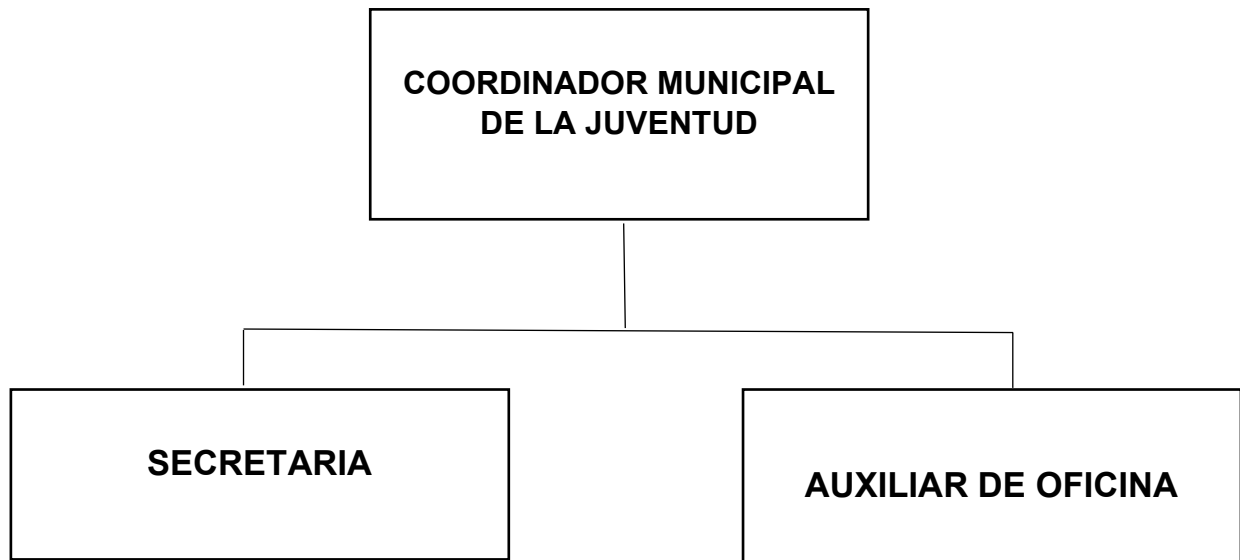 COORDINADOR MUNICIPAL
DE LA JUVENTUD
SECRETARIA
AUXILIAR DE OFICINA